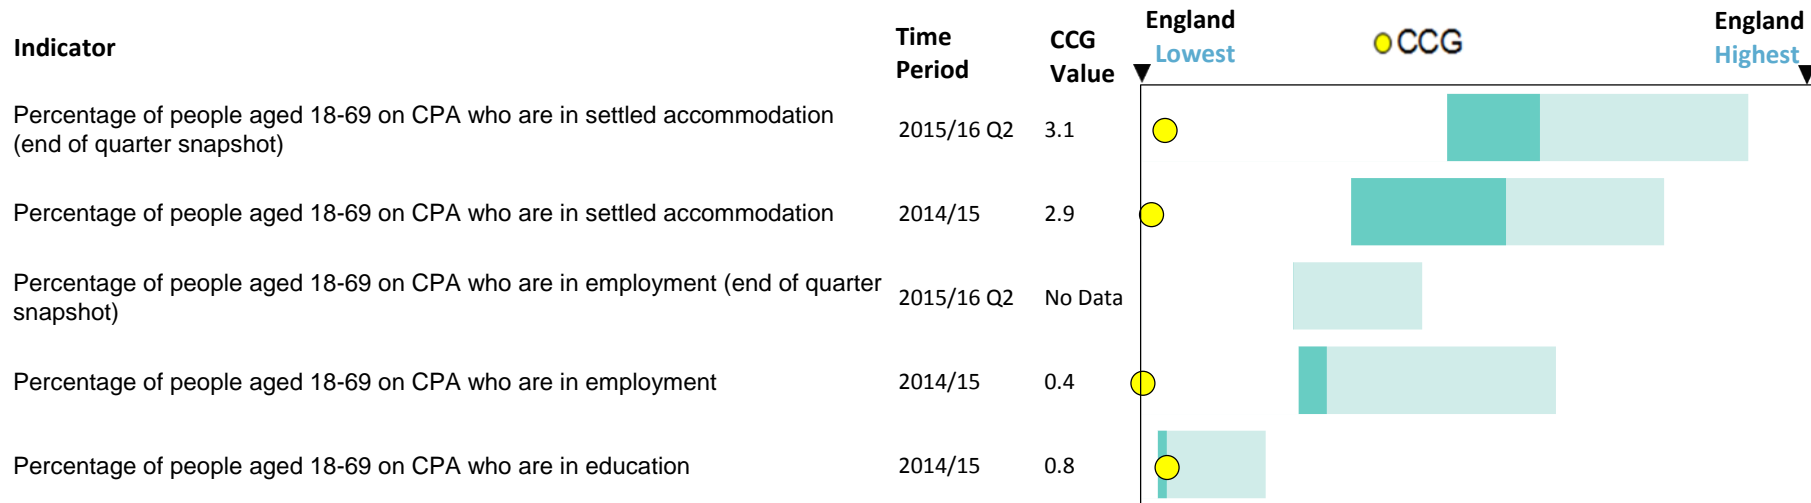 Indicator
Time
Period
CCG
Value
England
Lowest
CCG
England
Highest
Percentage of people aged 18-69 on CPA who are in settled accommodation
(end of quarter snapshot)
2015/16 Q2
3.1
Percentage of people aged 18-69 on CPA who are in settled accommodation
2014/15
2.9
Percentage of people aged 18-69 on CPA who are in employment (end of quarter
snapshot)
2015/16 Q2
No Data
Percentage of people aged 18-69 on CPA who are in employment
2014/15
0.4
Percentage of people aged 18-69 on CPA who are in education
2014/15
0.8